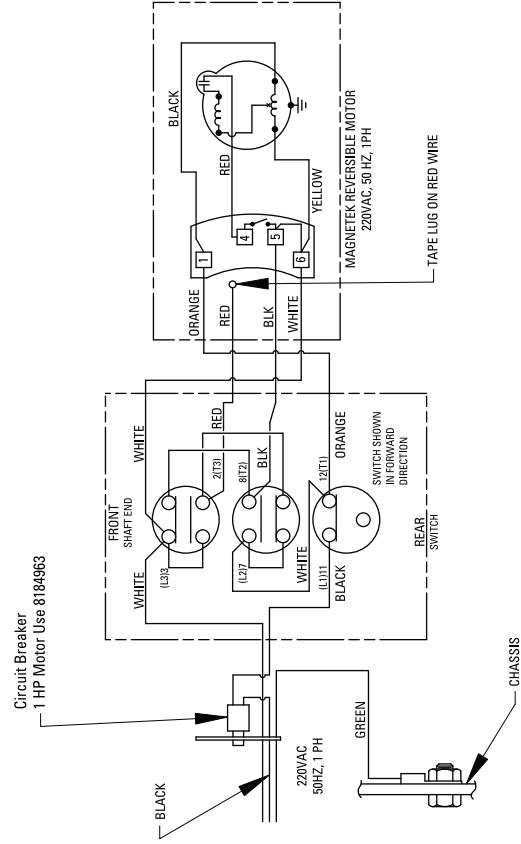 Circuit Breaker
1 HP Motor Use 8184963
BLACK
220VAC
50HZ, 1 PH
GREEN
CHASSIS
FRONT
SHAFT END
WHITE
WHITE
(L3)3
2(T3)
RED
(L2)7
8(T2)
BLK
WHITE
(L1)11
12(T1)
BLACK
ORANGE
REAR
SWITCH
SWITCH SHOWN
IN FORWARD
DIRECTION
ORANGE
RED
BLK
WHITE
TAPE LUG ON RED WIRE
1
4
5
6
BLACK
RED
YELLOW
MAGNETEK REVERSIBLE MOTOR
220VAC, 50 HZ, 1PH